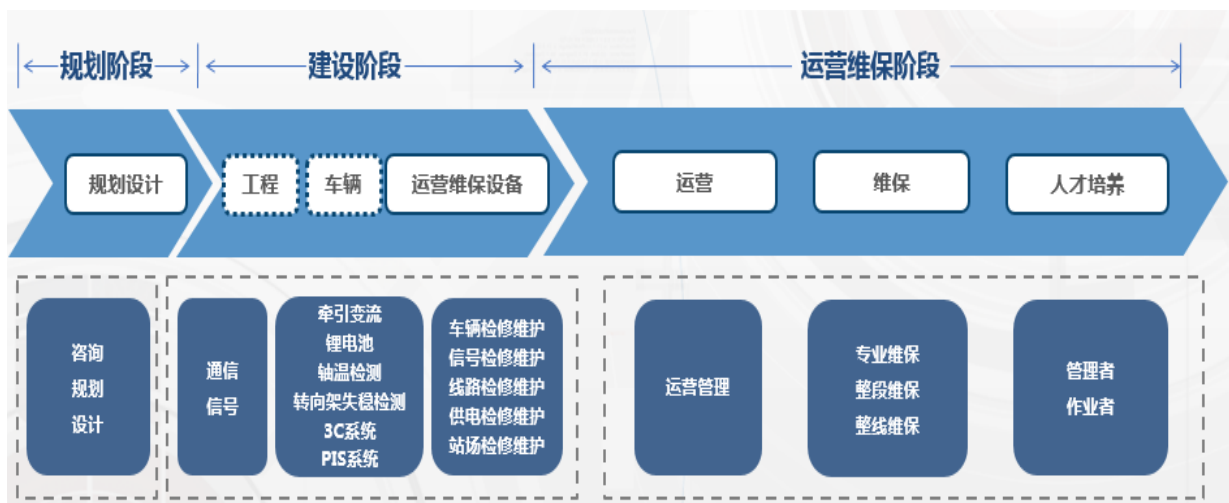 规划阶段
建设阶段
运营维保阶段
规划设计
工程
车辆
运营维保设备
运营
维保
人才培养
咨询
规划
设计
通信
信号
牵引变流
锂电池
轴温检测
转向架失稳检测
3C系统
PIS系统
车辆检修维护
信号检修维护
线路检修维护
供电检修维护
站场检修维护
运营管理
专业维保
整段维保
整线维保
管理者
作业者